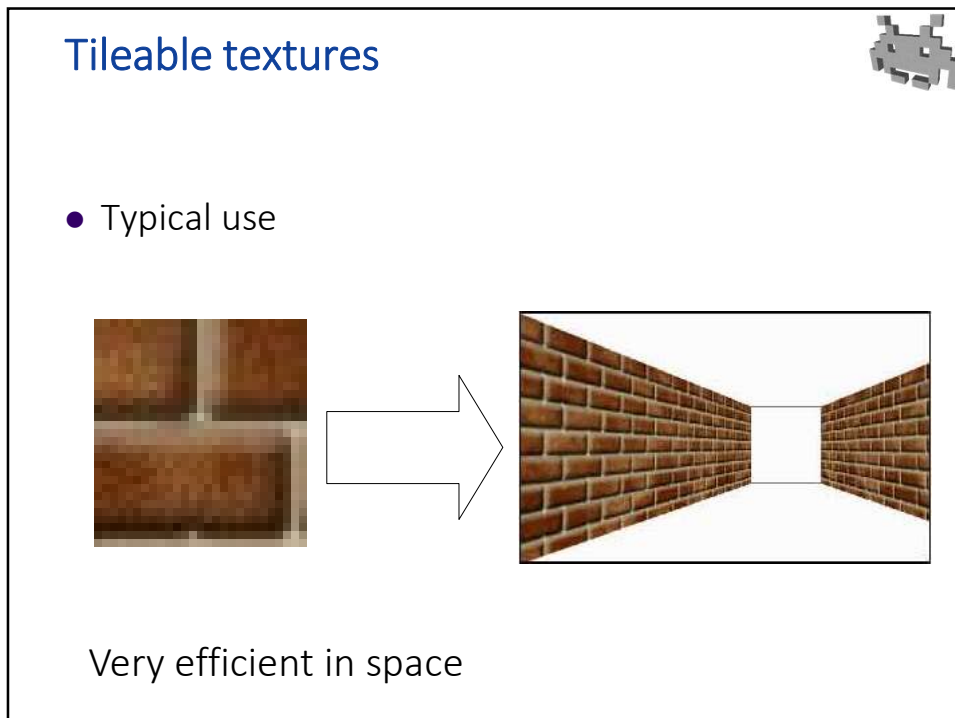 Tileable textures
Typical use
Very efficient in space